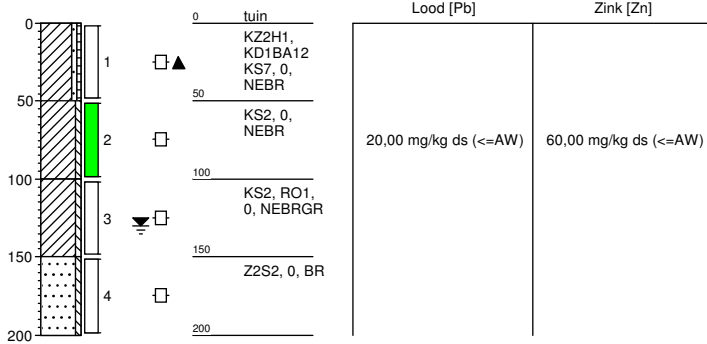 Lood [Pb]
Zink [Zn]
0
0
tuin
1
KZ2H1,
KD1BA12
KS7, 0,
NEBR
50
50
2
KS2, 0,
NEBR
20,00 mg/kg ds (<=AW)
60,00 mg/kg ds (<=AW)
100
100
3
KS2, RO1,
0, NEBRGR
150
150
4
Z2S2, 0, BR
200
200